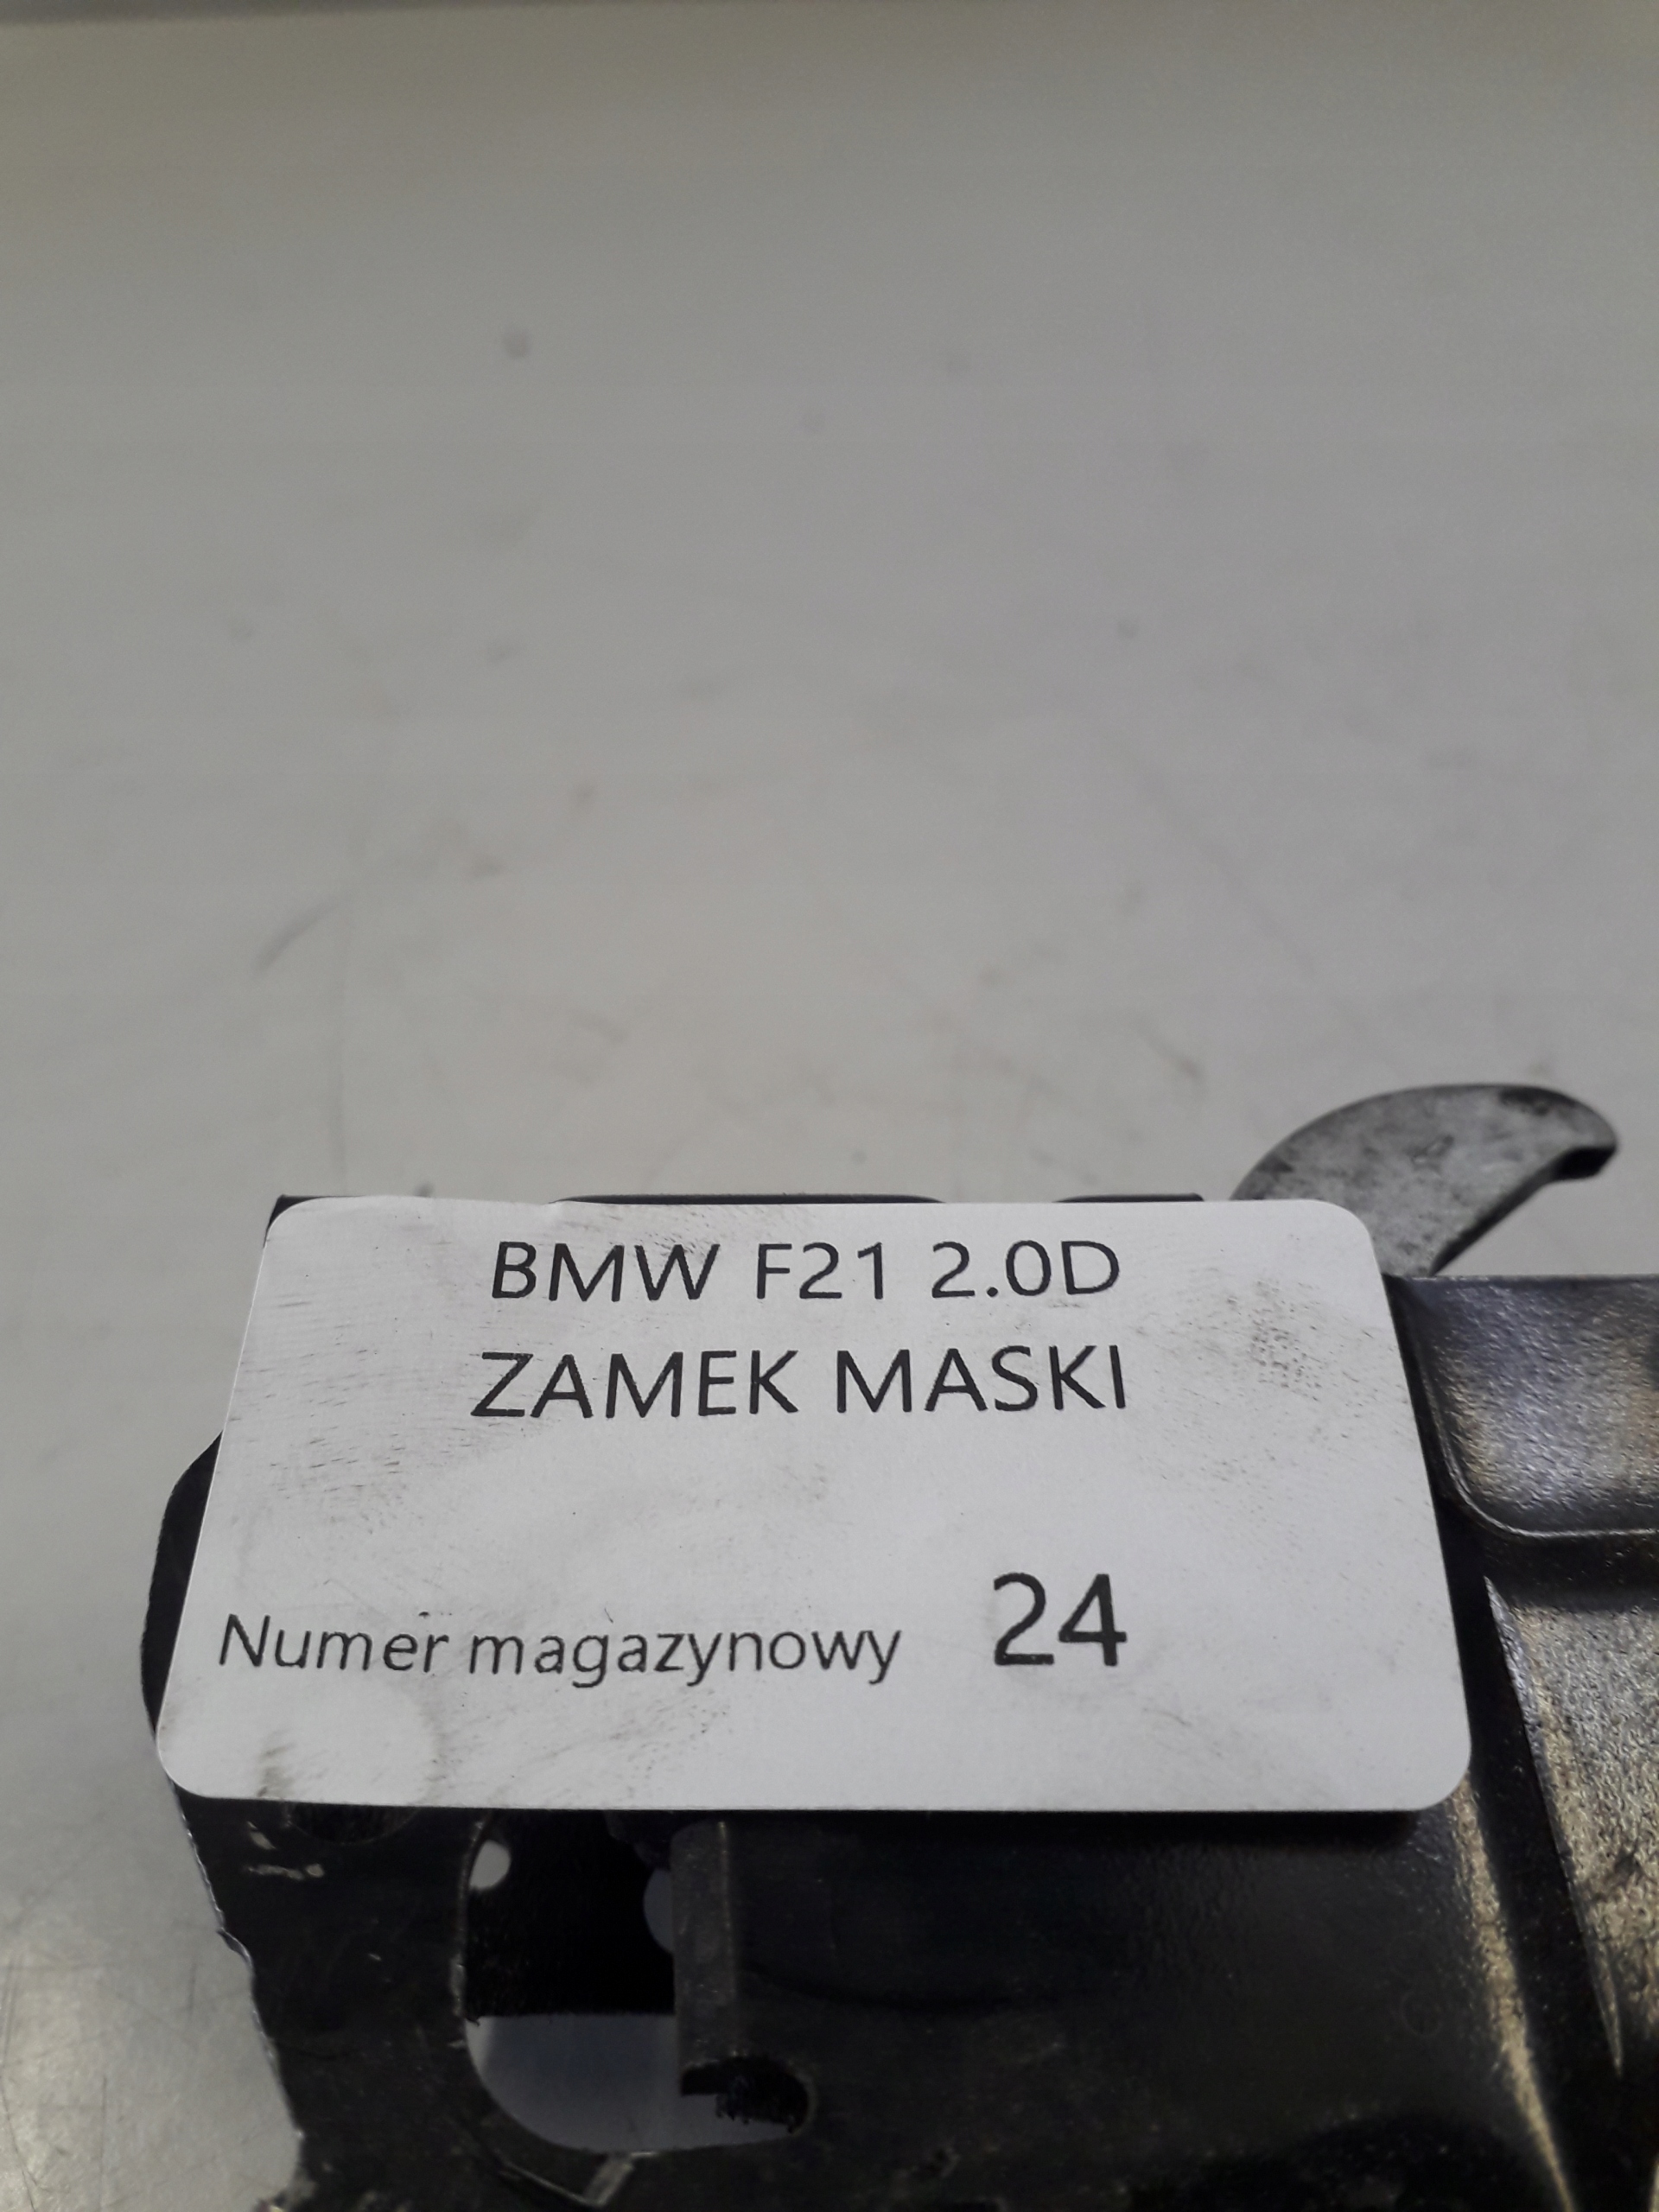 BMW F21 2.0D
ZAMEK MASKI
Numer magazynowy 24